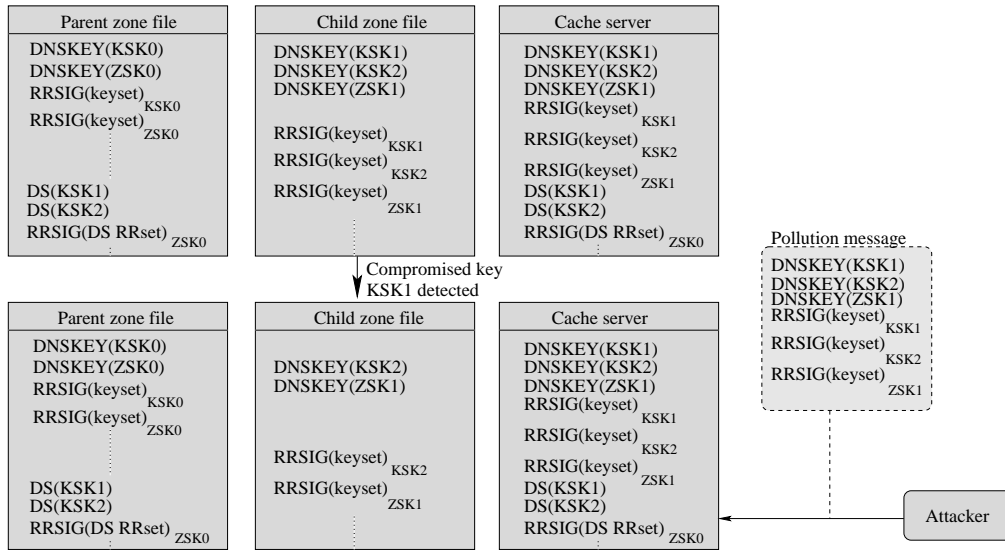 Parent zone file
DNSKEY(KSK0)
DNSKEY(ZSK0)
RRSIG(keyset) KSK0
RRSIG(keyset) ZSK0
DS(KSK1)
DS(KSK2)
RRSIG(DS RRset) ZSK0
Child zone file
DNSKEY(KSK1)
DNSKEY(KSK2)
DNSKEY(ZSK1)
RRSIG(keyset) KSK1
RRSIG(keyset) KSK2
RRSIG(keyset) ZSK1
Cache server
DNSKEY(KSK1)
DNSKEY(KSK2)
DNSKEY(ZSK1)
RRSIG(keyset) KSK1
RRSIG(keyset) KSK2
RRSIG(keyset) ZSK1
DS(KSK1)
DS(KSK2)
RRSIG(DS RRset) ZSK0
Compromised key
KSK1 detected
Parent zone file
DNSKEY(KSK0)
DNSKEY(ZSK0)
RRSIG(keyset) KSK0
RRSIG(keyset) ZSK0
DS(KSK1)
DS(KSK2)
RRSIG(DS RRset) ZSK0
Child zone file
DNSKEY(KSK2)
DNSKEY(ZSK1)
RRSIG(keyset) KSK2
RRSIG(keyset) ZSK1
Cache server
DNSKEY(KSK1)
DNSKEY(KSK2)
DNSKEY(ZSK1)
RRSIG(keyset) KSK1
RRSIG(keyset) KSK2
RRSIG(keyset) ZSK1
DS(KSK1)
DS(KSK2)
RRSIG(DS RRset) ZSK0
Pollution message
DNSKEY(KSK1)
DNSKEY(KSK2)
DNSKEY(ZSK1)
RRSIG(keyset) KSK1
RRSIG(keyset) KSK2
RRSIG(keyset) ZSK1
Attacker